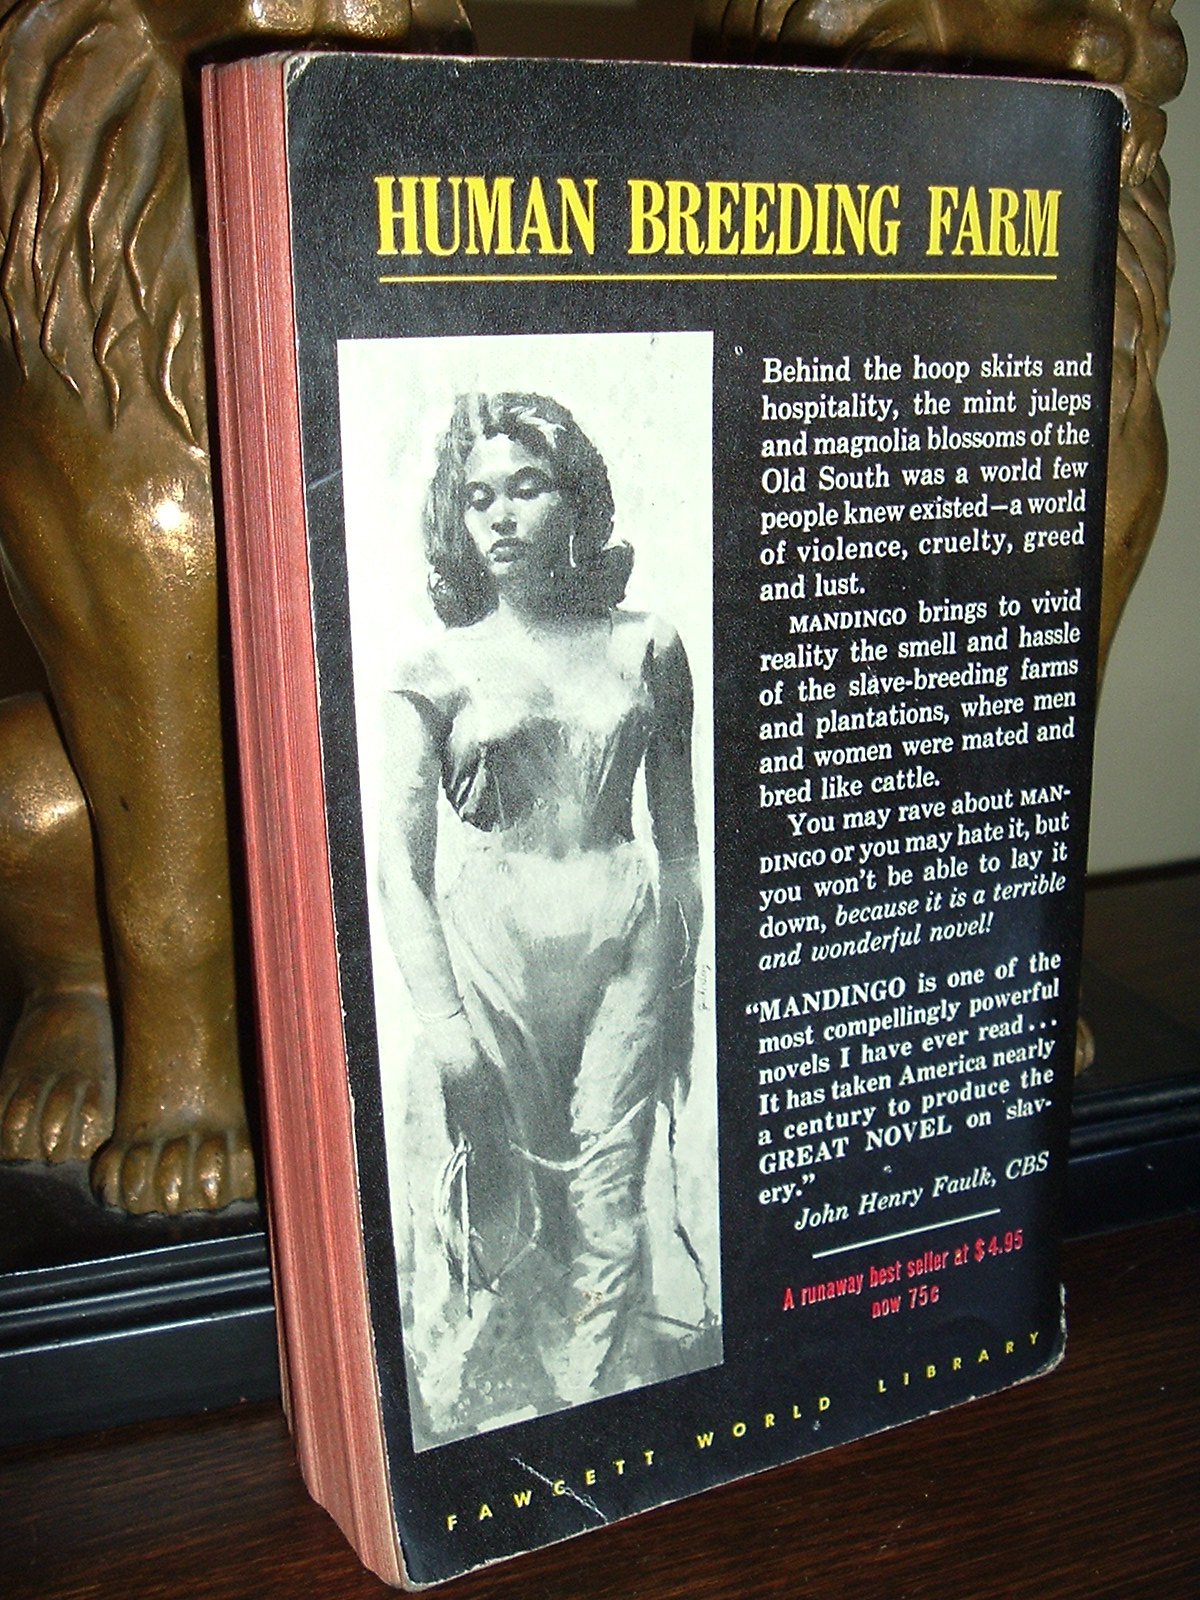 HUMAN BREEDING FARM
Behind the hoop skirts and
hospitality, the mint juleps
and magnolia blossoms of the
Old South was a world few
people knew existed—a world
of violence, cruelty, greed
and lust.
MANDINGO brings to vivid
reality the smell and hassle
of the slave-breeding farms
and plantations, where men
and women were mated and
bred like cattle.
You may rave about MAN-
DINGO or you may hate it, but
you won't be able to lay it
down, because it is a terrible
and wonderful novel!
“MANDINGO is one of the
most compellingly powerful
novels I have ever read...
It has taken America nearly
a century to produce the
GREAT NOVEL on slav-
ery.”
John Henry Faulk, CBS
A runaway best seller at $4.95
now 75¢
FAWCETT WORLD LIBRARY